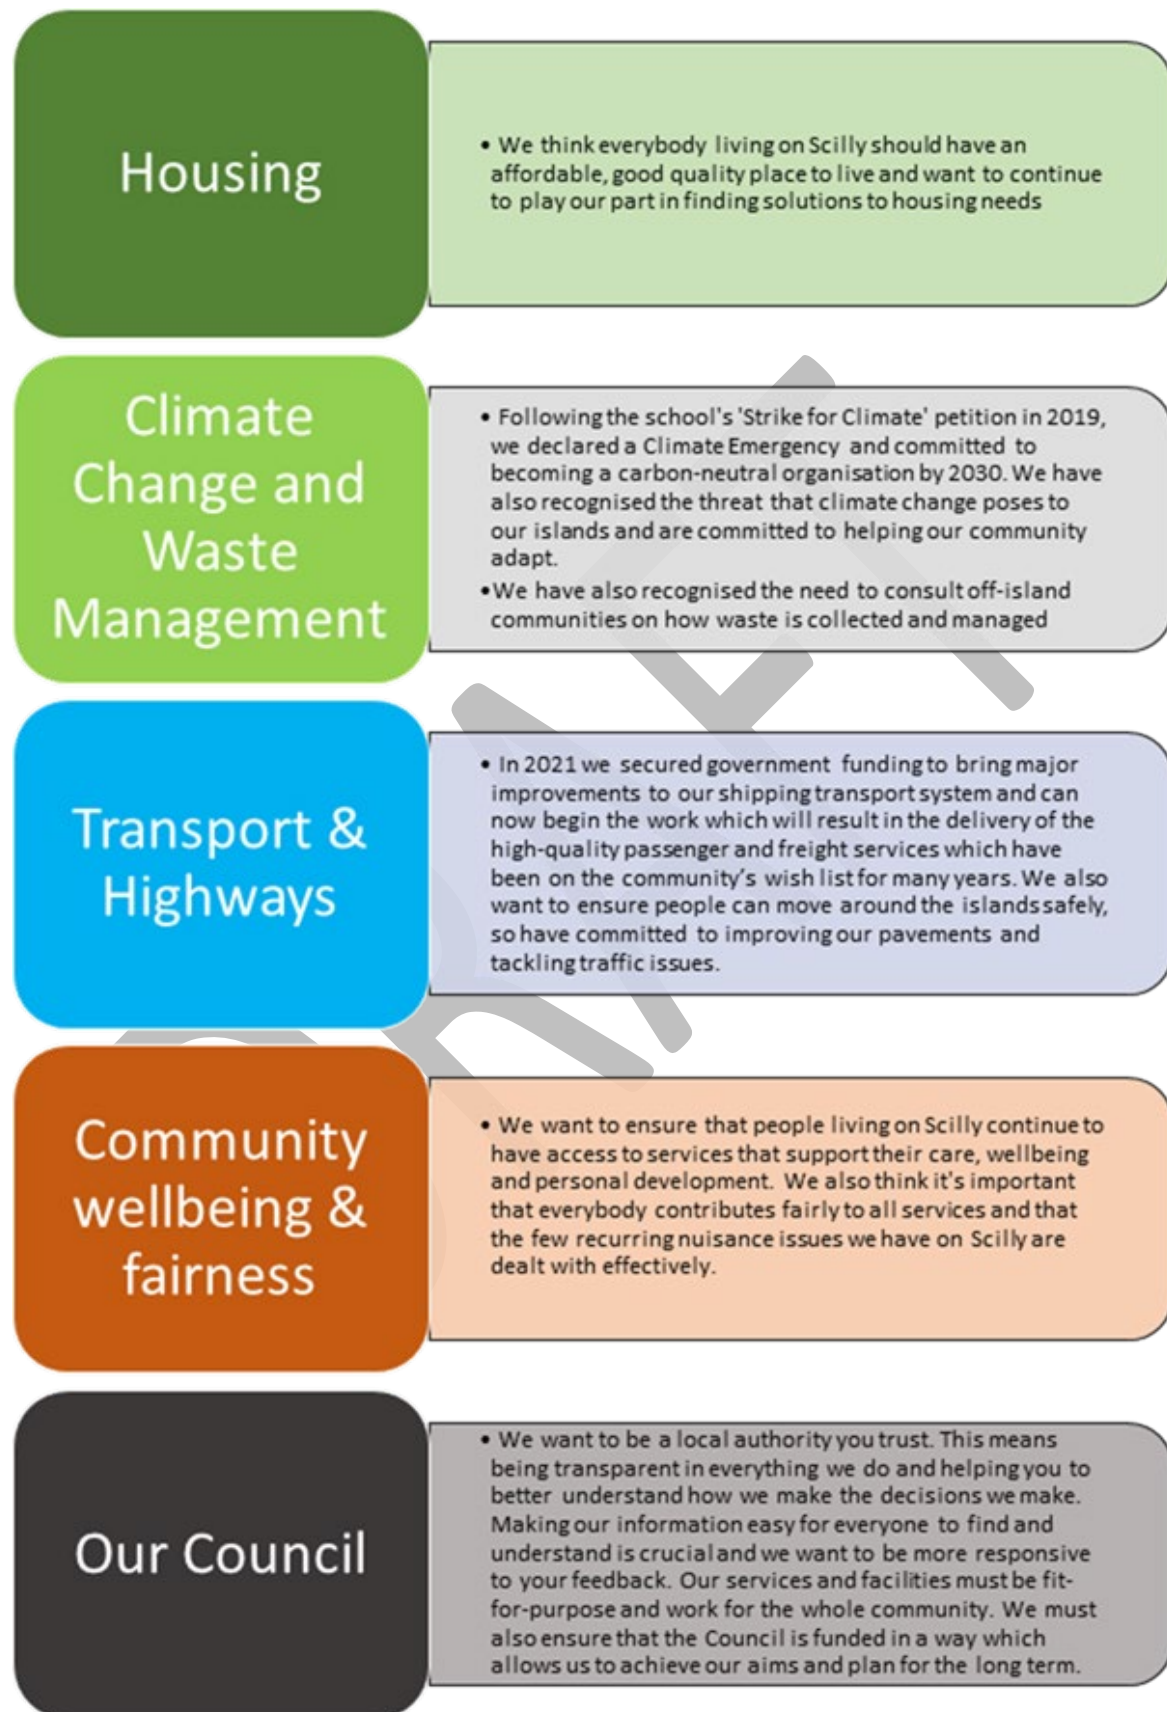 Housing
• We think everybody living on Scilly should have an
affordable, good quality place to live and want to continue
to play our part in finding solutions to housing needs
Climate
Change and
Waste
Management
• Following the school's 'Strike for Climate' petition in 2019,
we declared a Climate Emergency and committed to
becoming a carbon-neutral organisation by 2030. We have
also recognised the threat that climate change poses to
our islands and are committed to helping our community
adapt.
•We have also recognised the need to consult off-island
communities on how waste is collected and managed
Transport &
Highways
• In 2021 we secured government funding to bring major
improvements to our shipping transport system and can
now begin the work which will result in the delivery of the
high-quality passenger and freight services which have
been on the community’s wish list for many years. We also
want to ensure people can move around the islands safely,
so have committed to improving our pavements and
tackling traffic issues.
Community
wellbeing &
fairness
• We want to ensure that people living on Scilly continue to
have access to services that support their care, wellbeing
and personal development. We also think it's important
that everybody contributes fairly to all services and that
the few recurring nuisance issues we have on Scilly are
dealt with effectively.
Our Council
• We want to be a local authority you trust. This means
being transparent in everything we do and helping you to
better understand how we make the decisions we make.
Making our information easy for everyone to find and
understand is crucial and we want to be more responsive
to your feedback. Our services and facilities must be fit-
for-purpose and work for the whole community. We must
also ensure that the Council is funded in a way which
allows us to achieve our aims and plan for the long term.
DRAFT